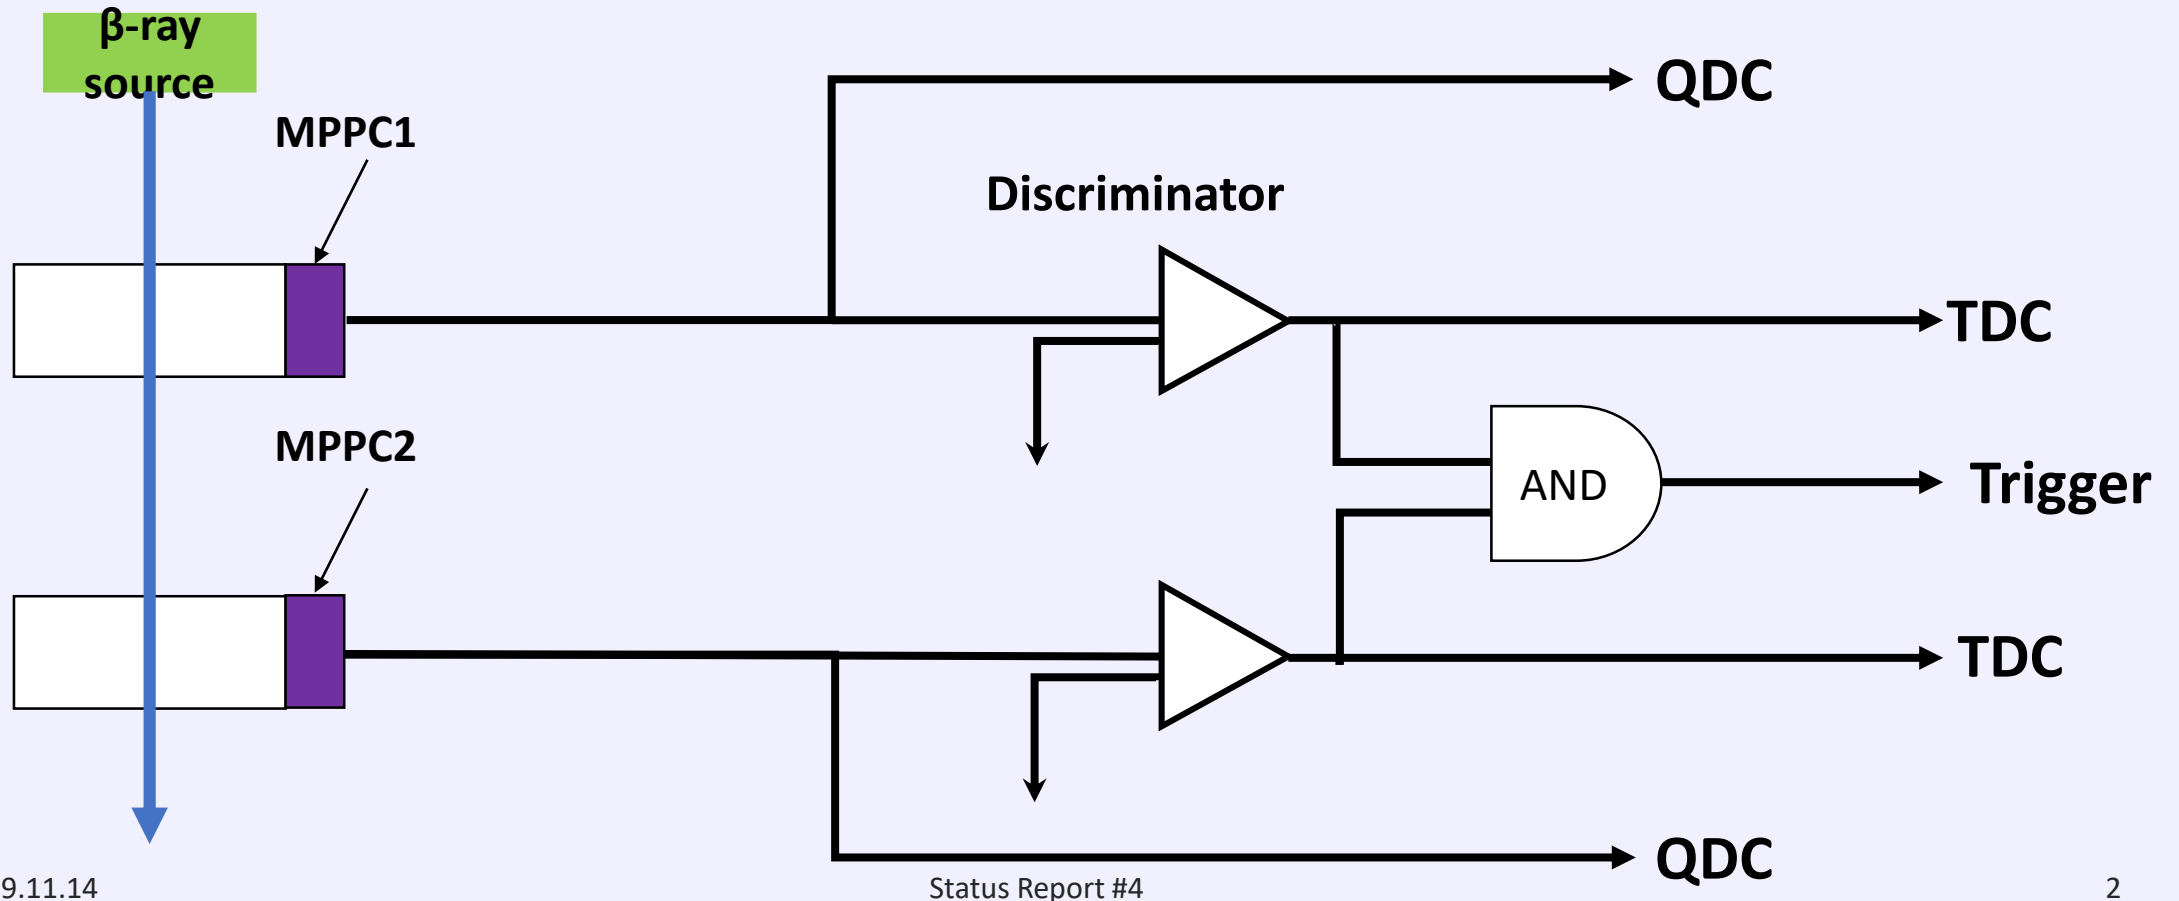 β-ray
source
QDC
MPPC1
Discriminator
TDC
MPPC2
AND
Trigger
TDC
QDC
9.11.14
Status Report #4
2